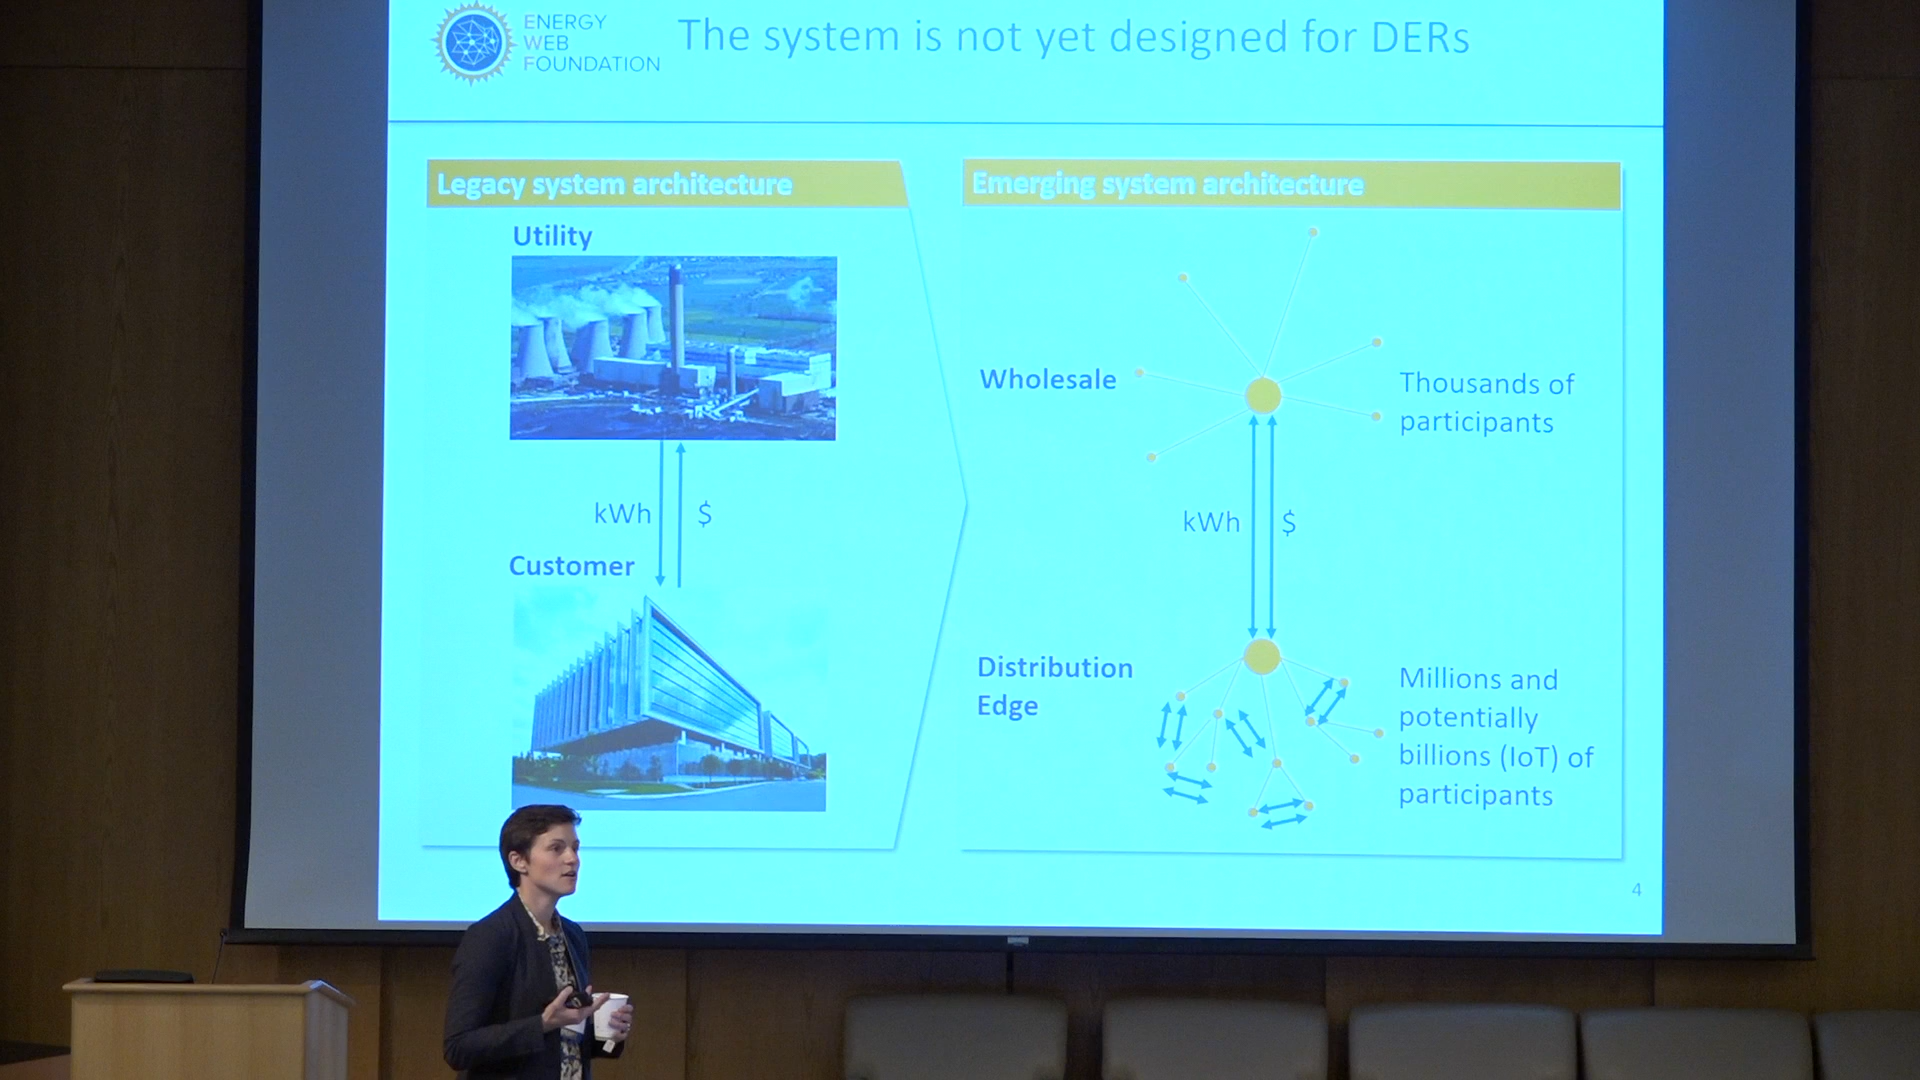 ENERGY
WEB
FOUNDATION
The system is not yet designed for DERs
Legacy system architecture
Utility
kWh
$
Customer
Emerging system architecture
Wholesale
Thousands of
participants
kWh
$
Distribution
Edge
Millions and
potentially
billions (IoT) of
participants
4